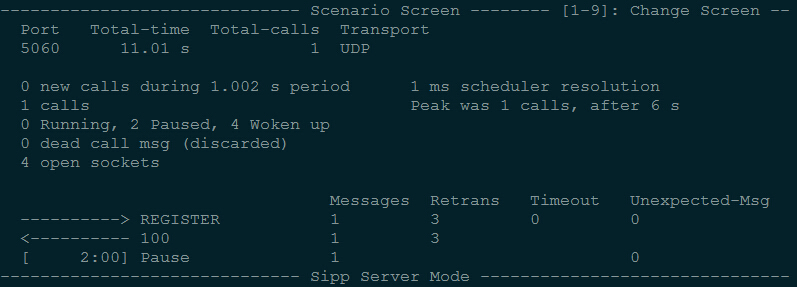 ------------------------------ Scenario Screen -------- [1-9]: Change Screen --
  Port   Total-time  Total-calls  Transport
  5060      11.01 s            1  UDP

  0 new calls during 1.002 s period      1 ms scheduler resolution
  1 calls                                Peak was 1 calls, after 6 s
  0 Running, 2 Paused, 4 Woken up
  0 dead call msg (discarded)
  4 open sockets

                                 Messages  Retrans   Timeout   Unexpected-Msg
  ----------> REGISTER           1         3         0         0
  <---------- 100                1         3
  [     2:00] Pause              1                             0
------------------------------ Sipp Server Mode -------------------------------